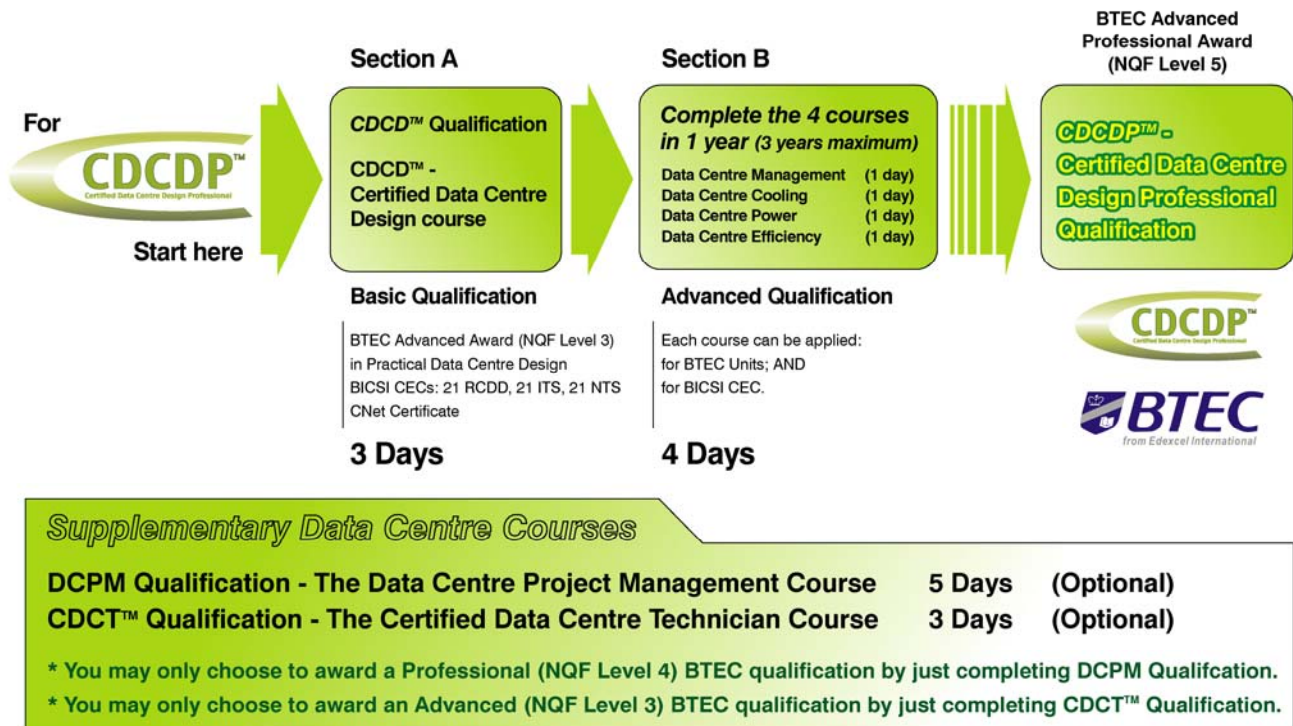 For
CDCDP™
Certified Data Centre Design Professional
Start here
Section A
CDCD™ Qualification
CDCD™ -
Certified Data Centre
Design course
Basic Qualification
BTEC Advanced Award (NQF Level 3)
in Practical Data Centre Design
BICSI CECs: 21 RCDD, 21 ITS, 21 NTS
CNet Certificate
3 Days
Section B
Complete the 4 courses
in 1 year (3 years maximum)
Data Centre Management (1 day)
Data Centre Cooling (1 day)
Data Centre Power (1 day)
Data Centre Efficiency (1 day)
Advanced Qualification
Each course can be applied:
for BTEC Units; AND
for BICSI CEC.
4 Days
BTEC Advanced
Professional Award
(NQF Level 5)
CDCDP™ -
Certified Data Centre
Design Professional
Qualification
CDCDP™
Certified Data Centre Design Professional
BTEC
from Edexcel International
Supplementary Data Centre Courses
DCPM Qualification - The Data Centre Project Management Course 5 Days (Optional)
CDCT™ Qualification - The Certified Data Centre Technician Course 3 Days (Optional)
* You may only choose to award a Professional (NQF Level 4) BTEC qualification by just completing DCPM Qualifcation.
* You may only choose to award an Advanced (NQF Level 3) BTEC qualification by just completing CDCT™ Qualification.